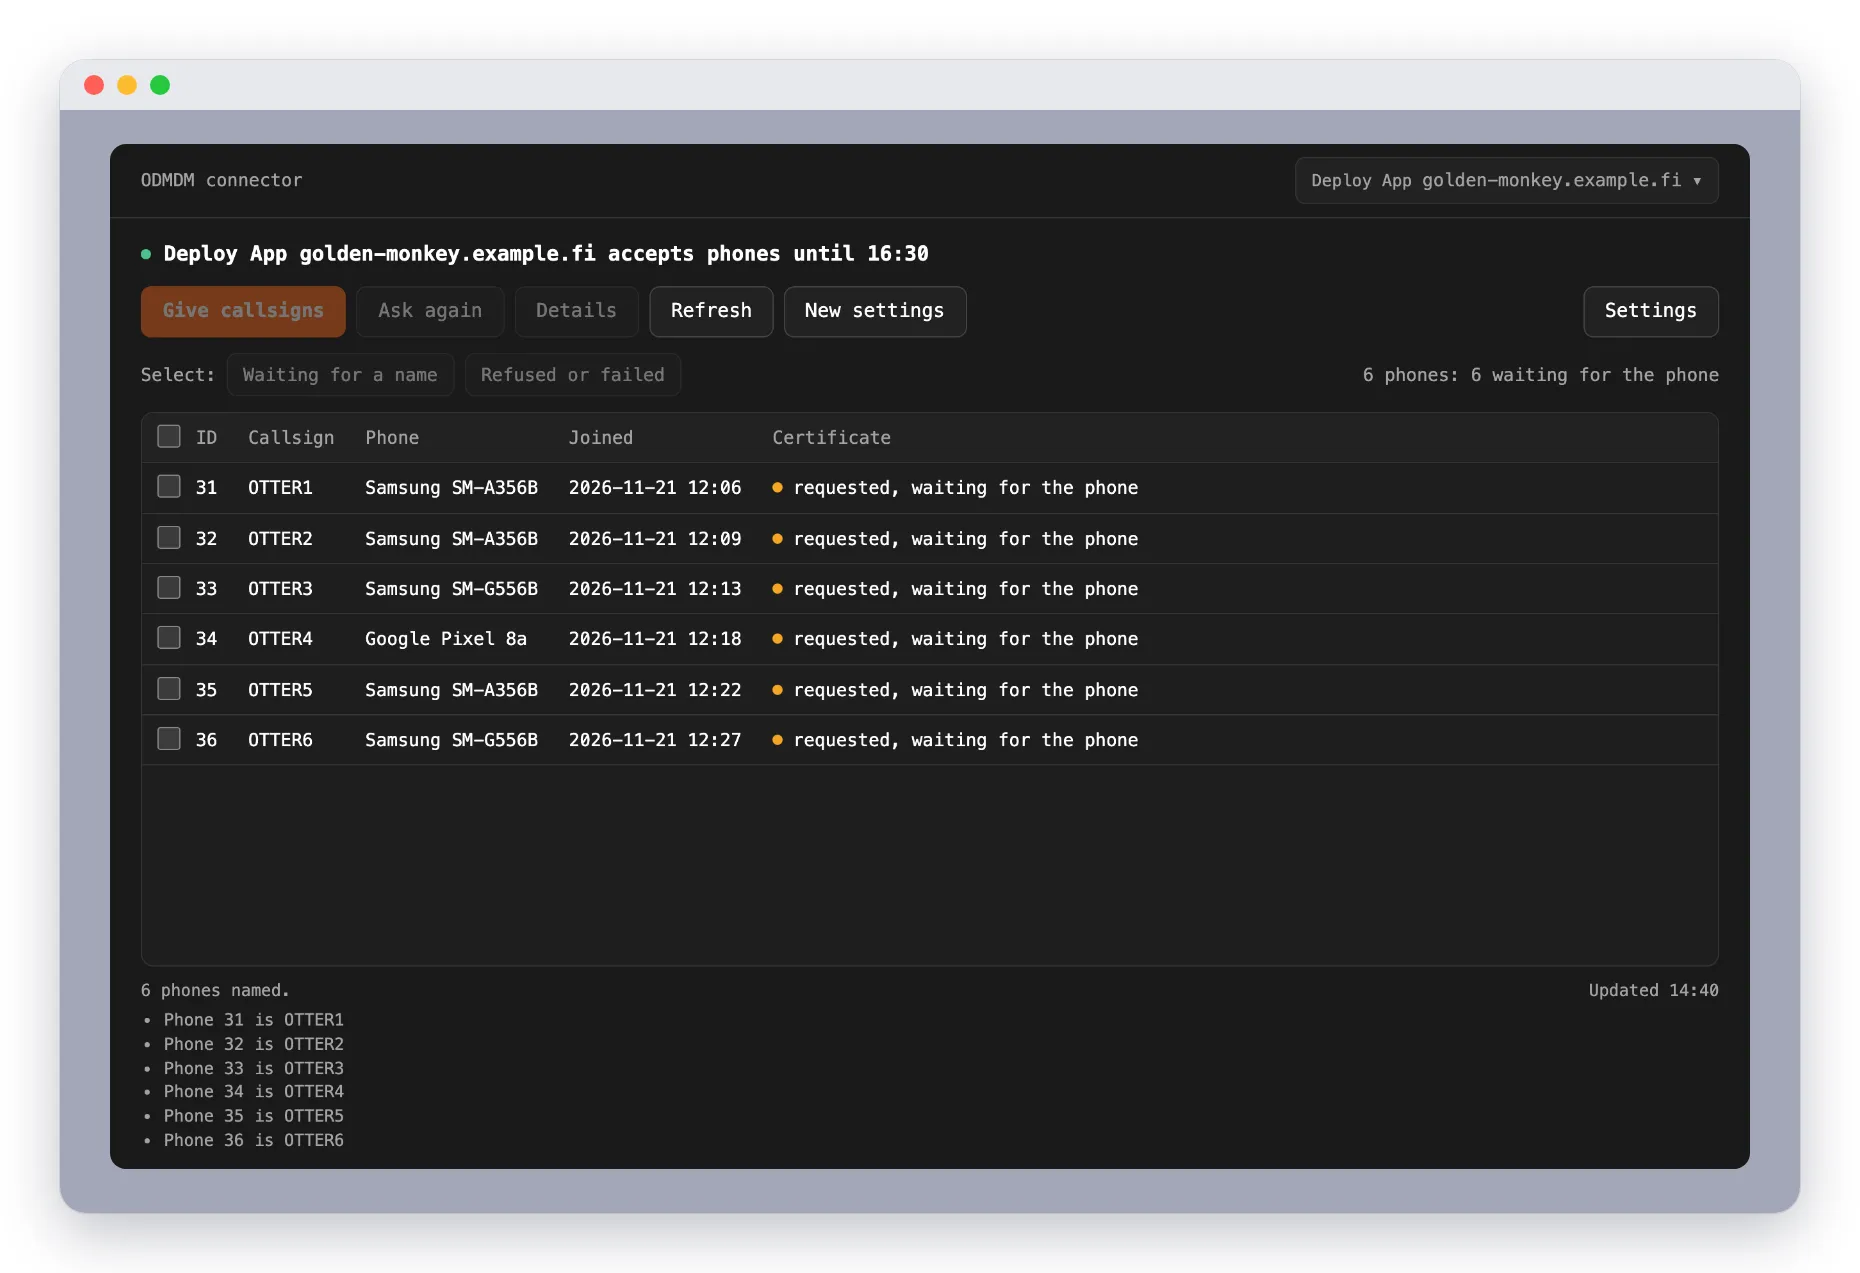 ODMDM connector
Deploy App golden-monkey.example.fi ▾
Deploy App golden-monkey.example.fi accepts phones until 16:30
Give callsigns Ask again Details Refresh New settings Settings
Select: Waiting for a name Refused or failed 6 phones: 6 waiting for the phone
ID Callsign Phone Joined Certificate
31 OTTER1 Samsung SM-A356B 2026-11-21 12:06 requested, waiting for the phone
32 OTTER2 Samsung SM-A356B 2026-11-21 12:09 requested, waiting for the phone
33 OTTER3 Samsung SM-G556B 2026-11-21 12:13 requested, waiting for the phone
34 OTTER4 Google Pixel 8a 2026-11-21 12:18 requested, waiting for the phone
35 OTTER5 Samsung SM-A356B 2026-11-21 12:22 requested, waiting for the phone
36 OTTER6 Samsung SM-G556B 2026-11-21 12:27 requested, waiting for the phone
6 phones named. Updated 14:40
• Phone 31 is OTTER1
• Phone 32 is OTTER2
• Phone 33 is OTTER3
• Phone 34 is OTTER4
• Phone 35 is OTTER5
• Phone 36 is OTTER6